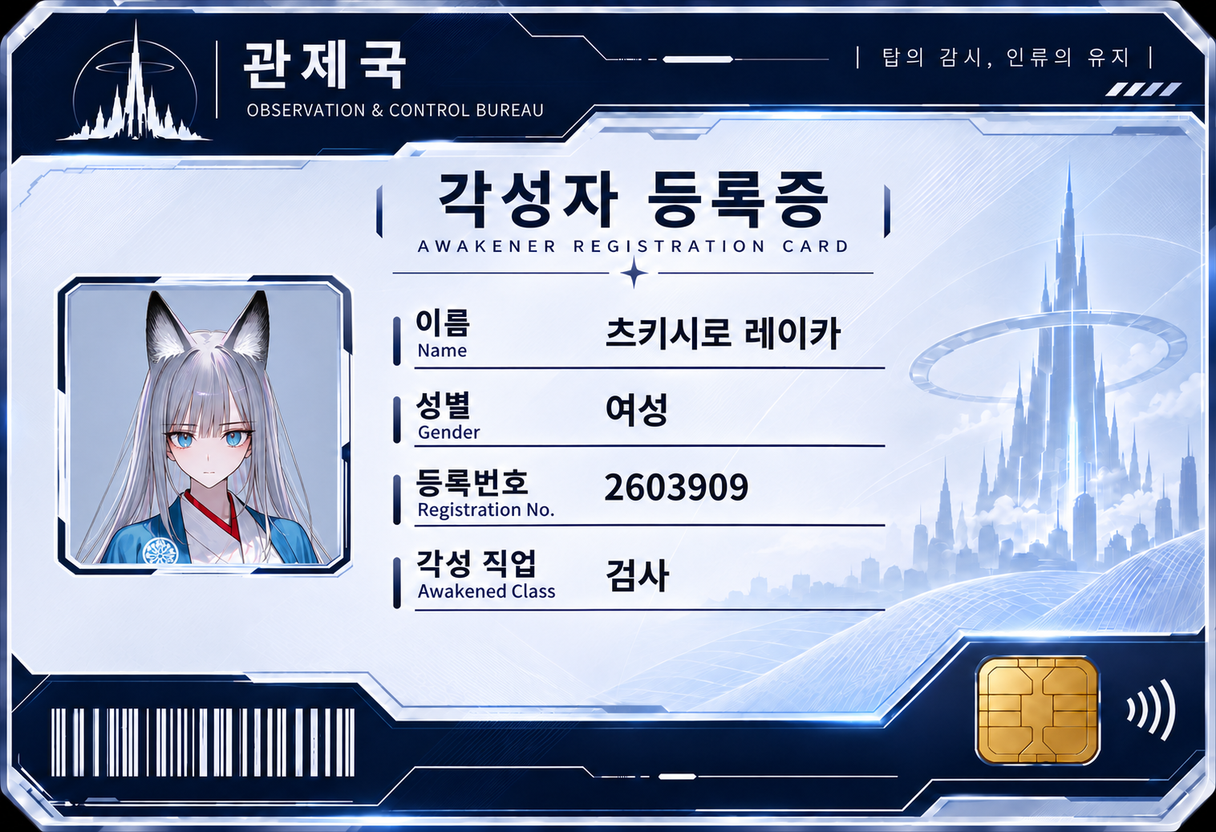 관제국
OBSERVATION & CONTROL BUREAU
탑의 감시, 인류의 유지
각성자 등록증
AWAKENER REGISTRATION CARD
이름
Name
츠키시로 레이카
성별
Gender
여성
등록번호
Registration No.
2603909
각성 직업
Awakened Class
검사